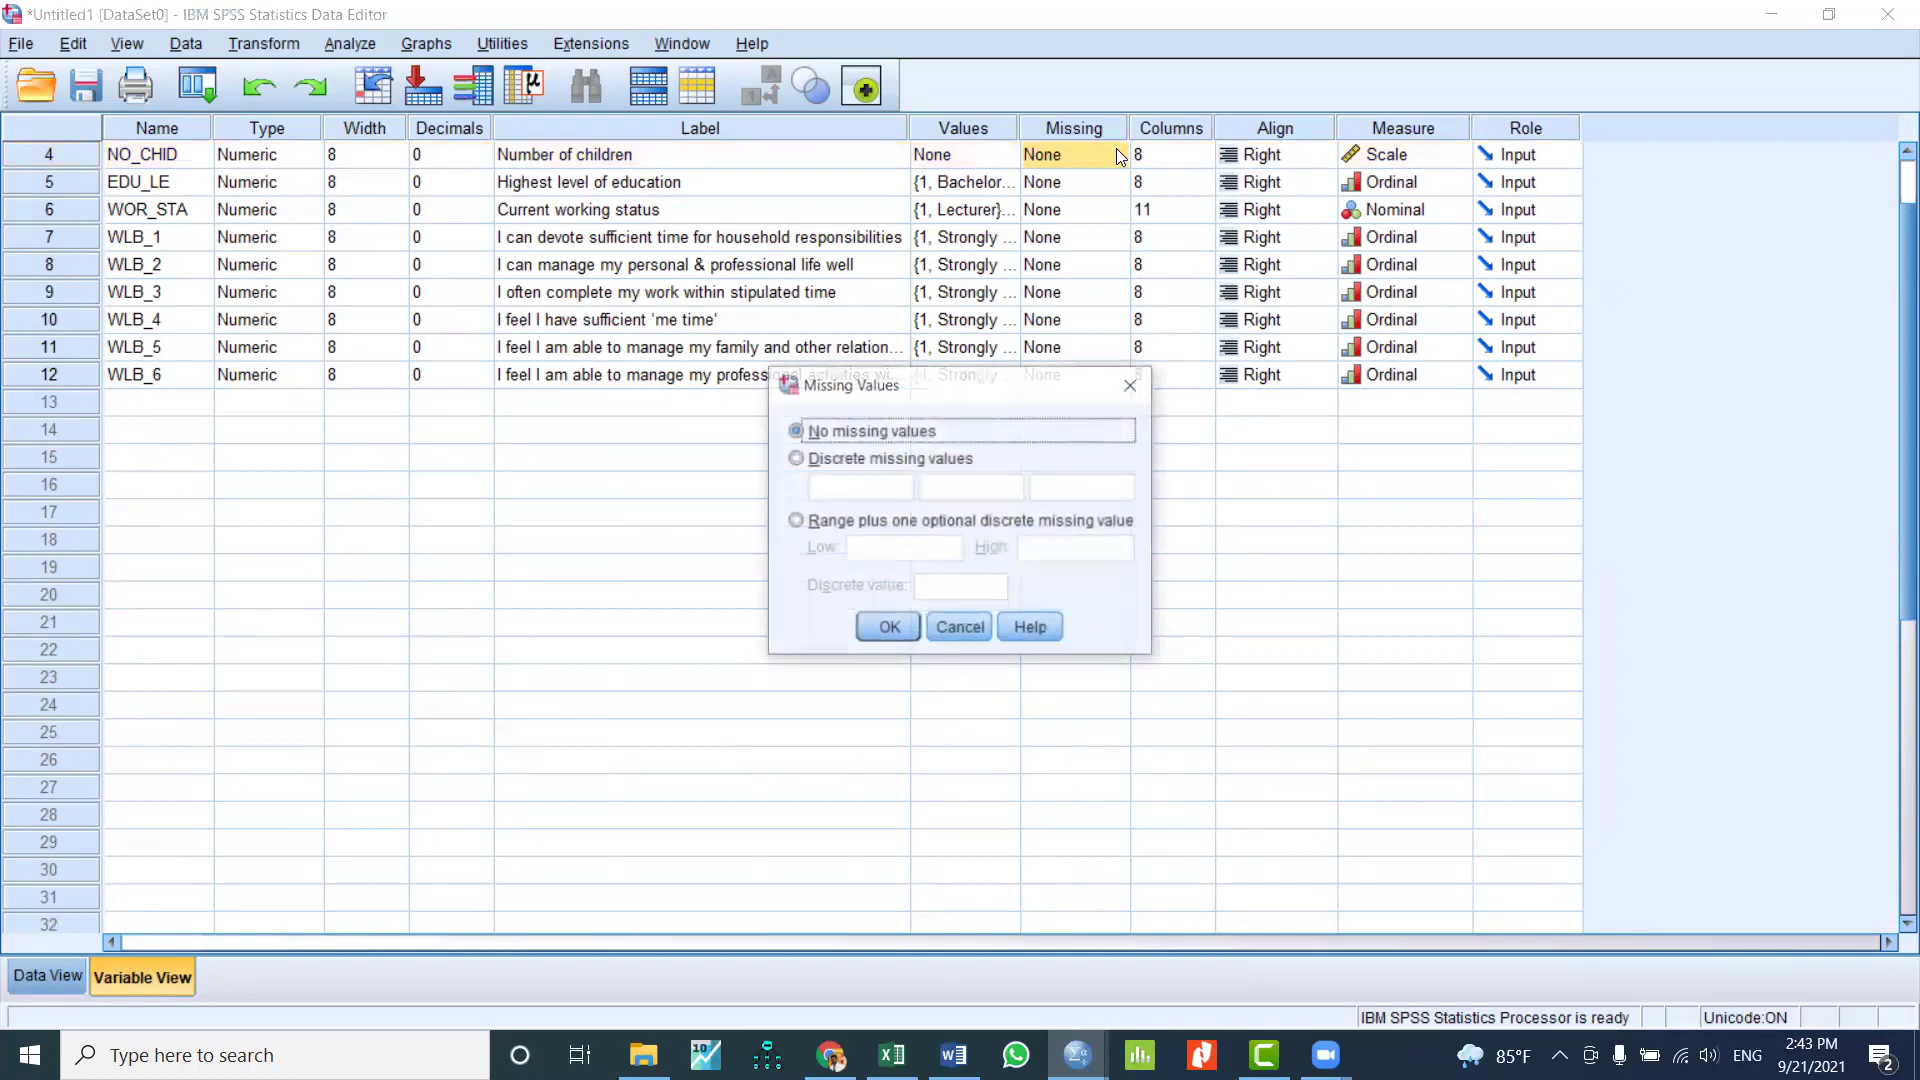 *Untitled1 [DataSet0] - IBM SPSS Statistics Data Editor
File Edit View Data Transform Analyze Graphs Utilities Extensions Window Help
Name Type Width Decimals Label Values Missing Columns Align Measure Role
4 NO_CHID Numeric 8 0 Number of children None None 8 Right Scale Input
5 EDU_LE Numeric 8 0 Highest level of education {1, Bachelor... None 8 Right Ordinal Input
6 WOR_STA Numeric 8 0 Current working status {1, Lecturer}... None 11 Right Nominal Input
7 WLB_1 Numeric 8 0 I can devote sufficient time for household responsibilities {1, Strongly ... None 8 Right Ordinal Input
8 WLB_2 Numeric 8 0 I can manage my personal & professional life well {1, Strongly ... None 8 Right Ordinal Input
9 WLB_3 Numeric 8 0 I often complete my work within stipulated time {1, Strongly ... None 8 Right Ordinal Input
10 WLB_4 Numeric 8 0 I feel I have sufficient ‘me time’ {1, Strongly ... None 8 Right Ordinal Input
11 WLB_5 Numeric 8 0 I feel I am able to manage my family and other relation... {1, Strongly ... None 8 Right Ordinal Input
12 WLB_6 Numeric 8 0 I feel I am able to manage my professional activities wi... {1, Strongly ... None 8 Right Ordinal Input
Missing Values
No missing values
Discrete missing values
Range plus one optional discrete missing value
Low: High:
Discrete value:
OK Cancel Help
13
14
15
16
17
18
19
20
21
22
23
24
25
26
27
28
29
30
31
32
Data View Variable View
IBM SPSS Statistics Processor is ready Unicode:ON
Type here to search
85°F ENG
2:43 PM
9/21/2021
2